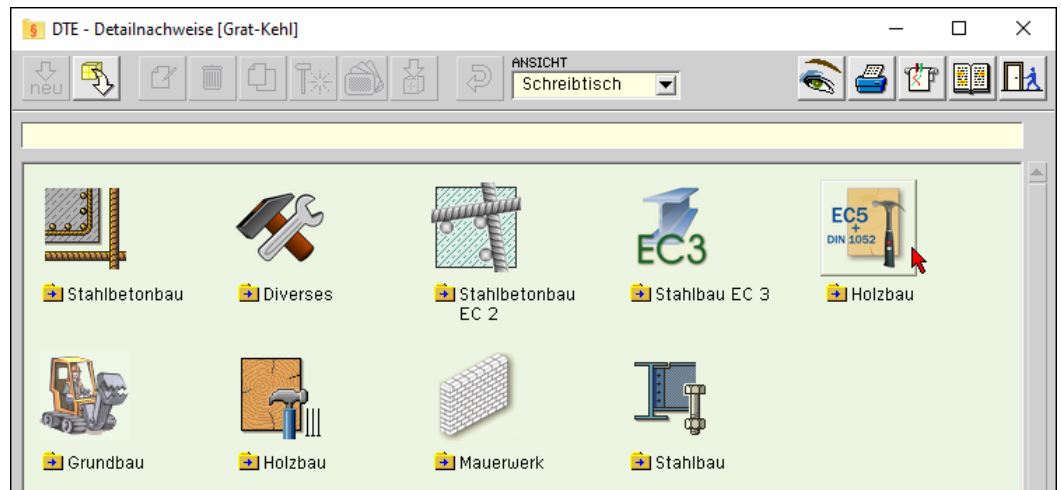 § DTE - Detailnachweise [Grat-Kehl]
neu
ANSICHT
Schreibtisch
Stahlbetonbau
Diverses
Stahlbetonbau
EC 2
EC3
Stahlbau EC 3
EC5
+
DIN 1052
Holzbau
Grundbau
Holzbau
Mauerwerk
Stahlbau